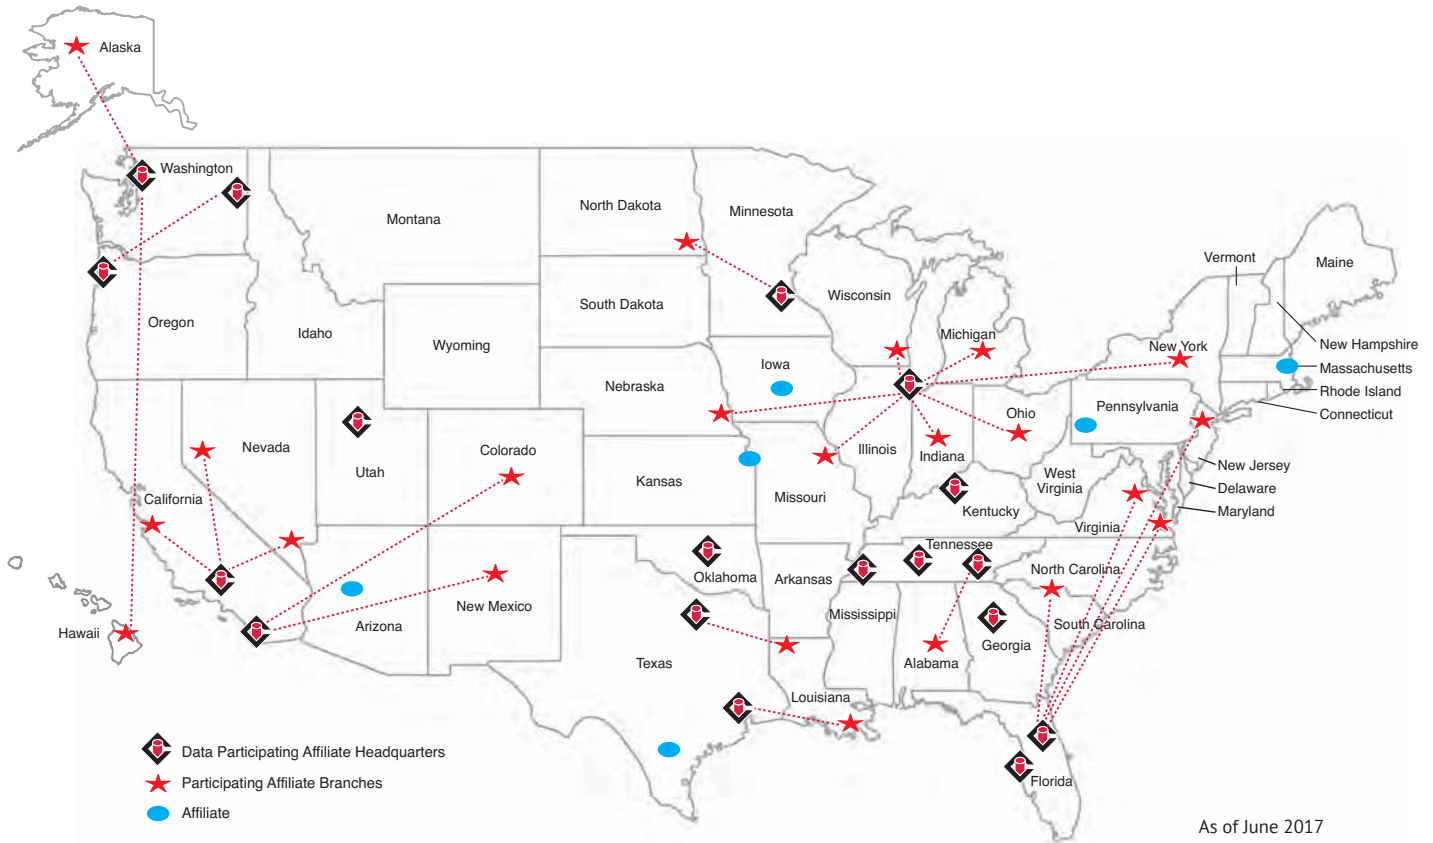 Alaska
Washington
Montana
North Dakota
Minnesota
Vermont
Maine
Wisconsin
South Dakota
Oregon
Idaho
Michigan
Wyoming
New York
New Hampshire
Iowa
Massachusetts
Nebraska
Rhode Island
Pennsylvania
Connecticut
Ohio
Nevada
Colorado
Illinois
Indiana
Utah
New Jersey
West
Virginia
Kansas
Delaware
California
Missouri
Kentucky
Maryland
Virginia
Tennessee
North Carolina
Oklahoma
Arkansas
New Mexico
Mississippi
Arizona
South Carolina
Hawaii
Georgia
Texas
Alabama
Louisiana
Florida
Data Participating Affiliate Headquarters
Participating Affiliate Branches
Affiliate
As of June 2017